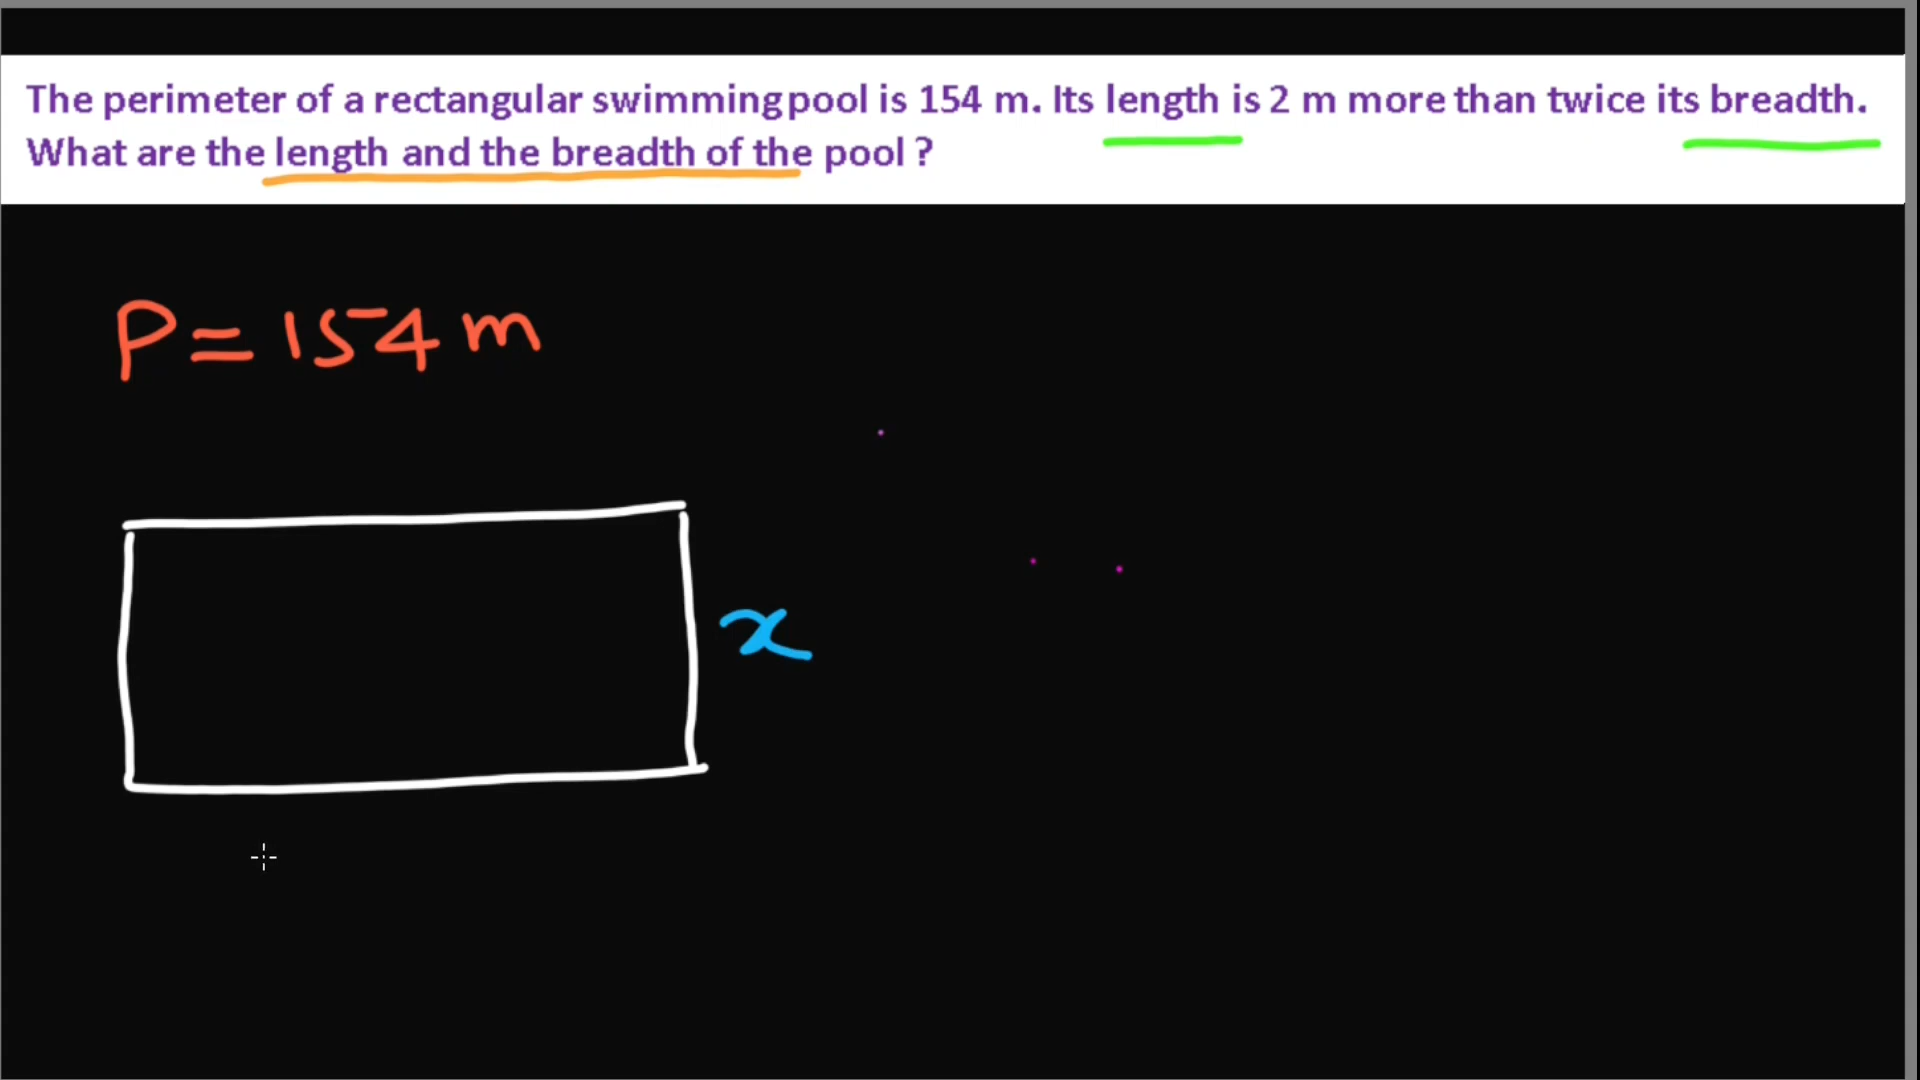 The perimeter of a rectangular swimming pool is 154 m. Its length is 2 m more than twice its breadth.
What are the length and the breadth of the pool ?
P = 154 m
x